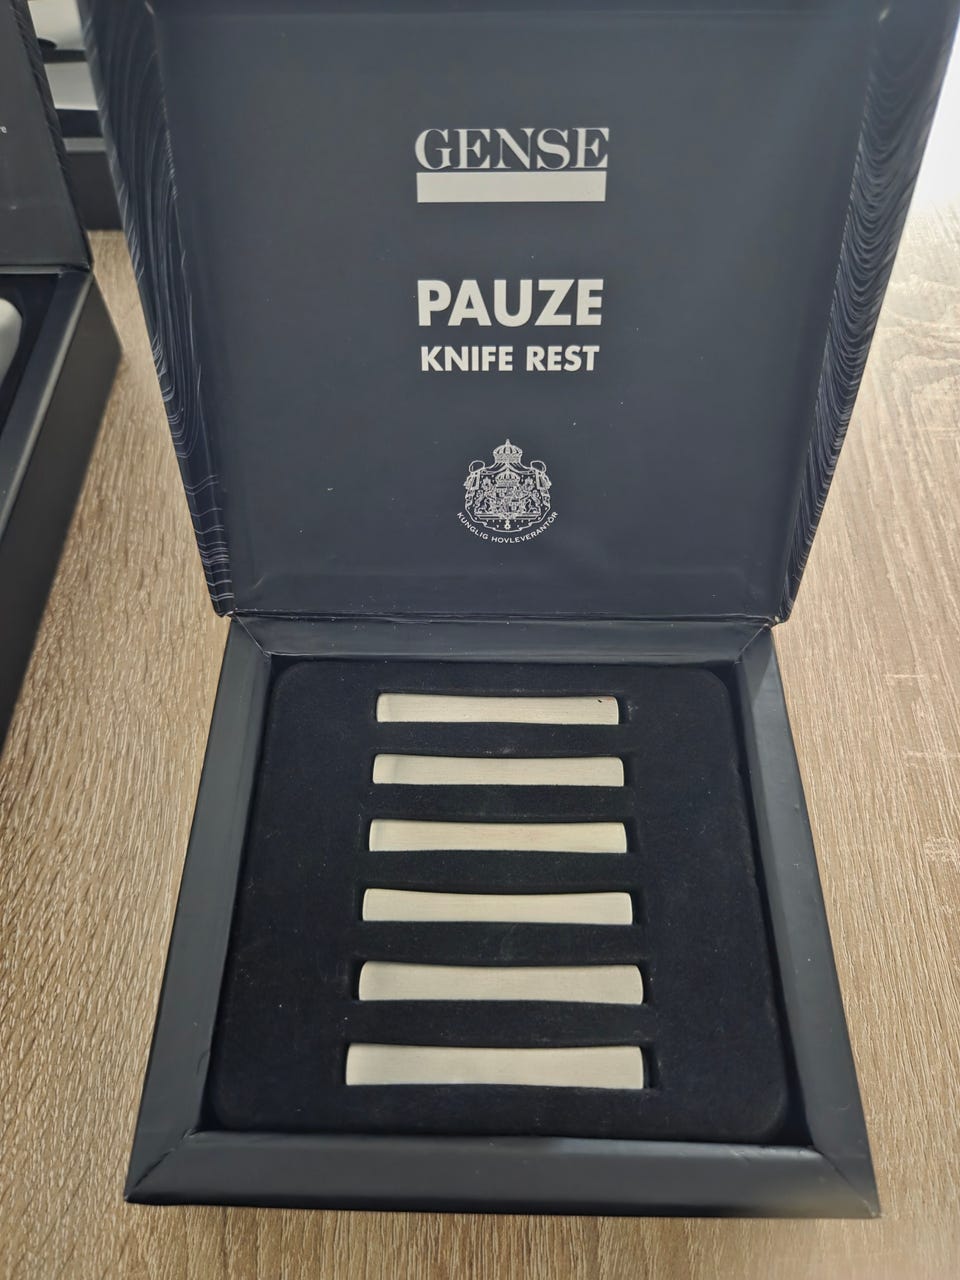 GENSE
PAUZE
KNIFE REST
KUNGLIG HOVLEVERANTÖR